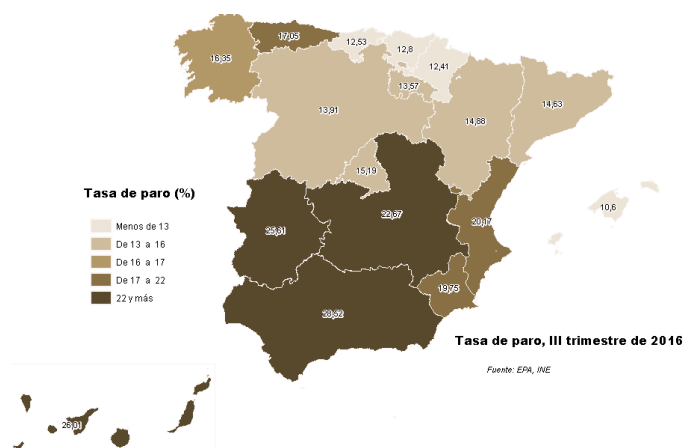 17,05
12,53
12,8
16,35
12,41
13,57
13,91
14,88
14,63
15,19
Tasa de paro (%)
10,6
22,67
Menos de 13
25,61
De 13 a 16
De 16 a 17
De 17 a 22
20,17
22 y más
19,75
28,52
Tasa de paro, III trimestre de 2016
Fuente: EPA, INE
26,01